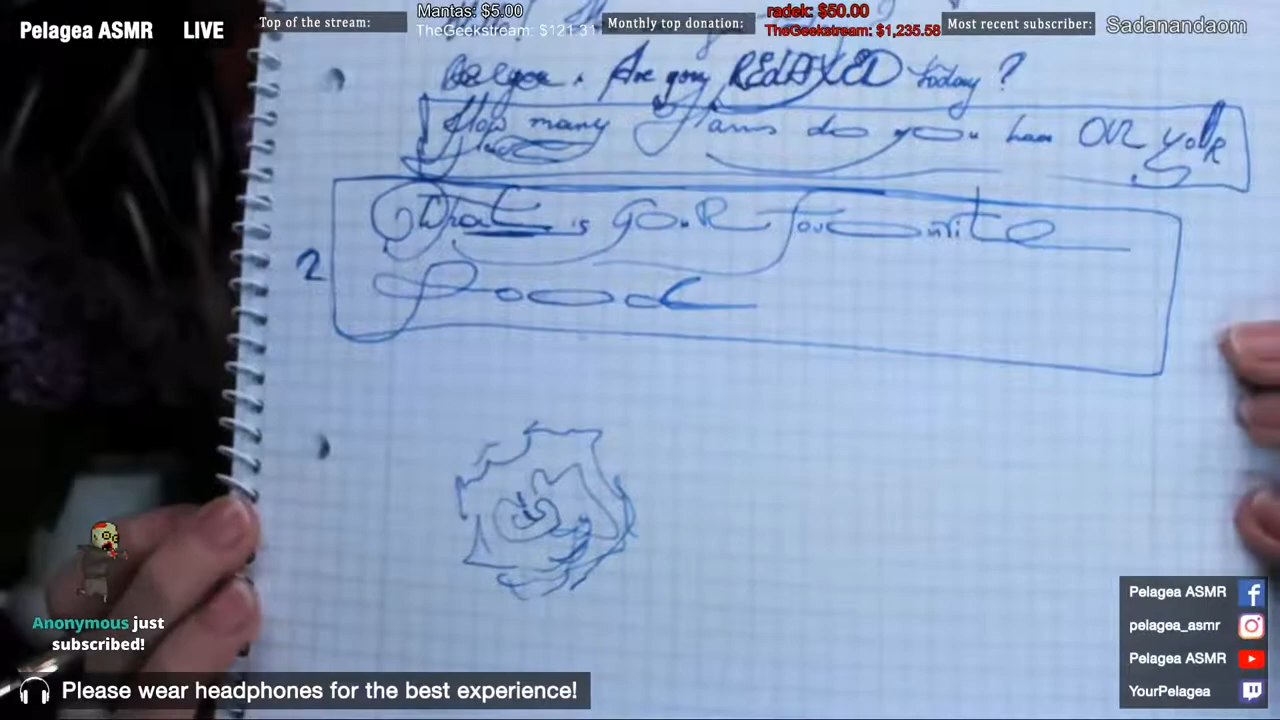 Pelagea ASMR LIVE
Top of the stream:
Mantas: $5.00
TheGeekstream: $121.31
Monthly top donation:
radek: $50.00
TheGeekstream: $1,235.58
Most recent subscriber:
Sadanandaom
you. Are you RELAXED today?
How many do you have on your
What is your favourite
2
food
Anonymous just
subscribed!
Please wear headphones for the best experience!
Pelagea ASMR
pelagea_asmr
Pelagea ASMR
YourPelagea